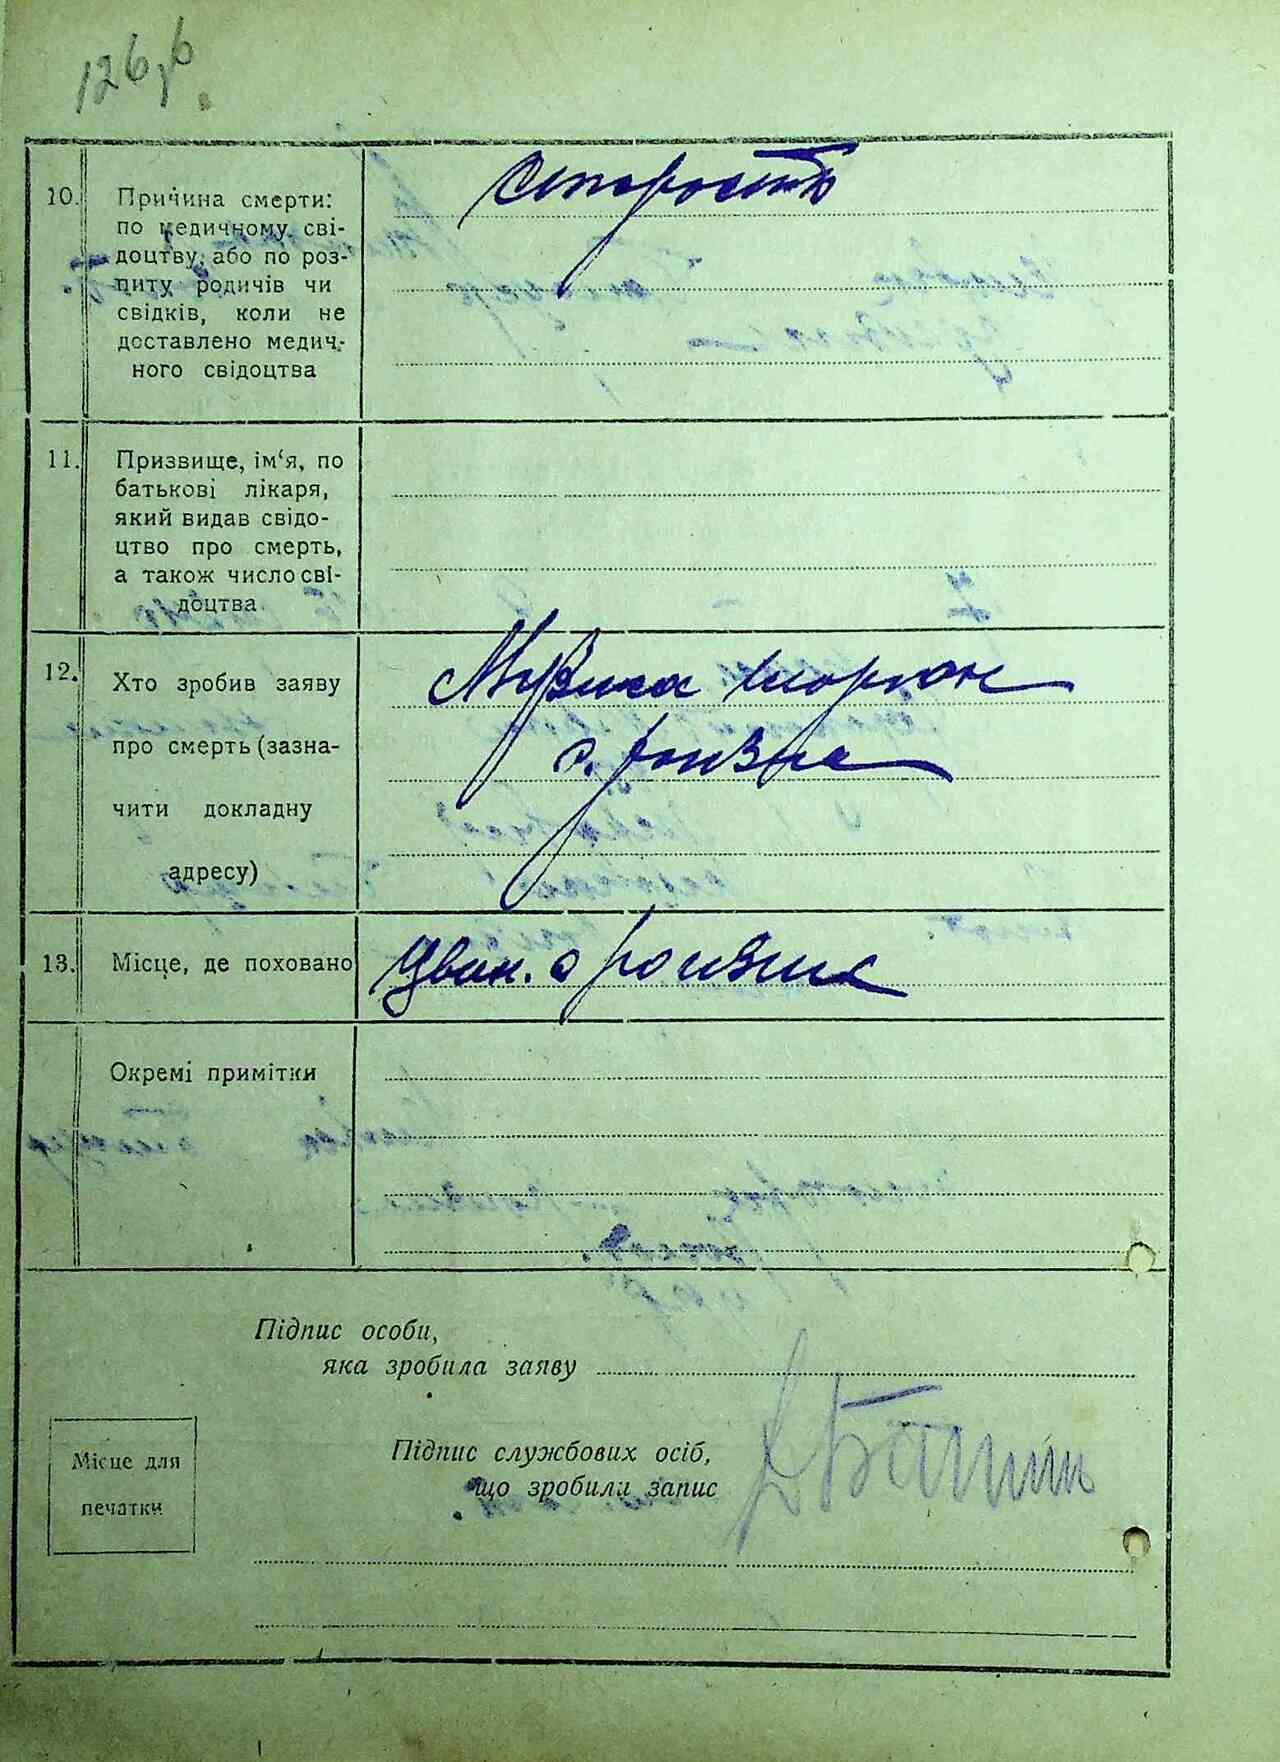 10. Причина смерти:
по медичному сві-
доцтву, або по роз-
питу родичів чи
свідків, коли не
доставлено медич-
ного свідоцтва
старость
11. Призвище, ім‘я, по
батькові лікаря,
який видав свідо-
цтво про смерть,
а також число сві-
доцтва
12. Хто зробив заяву
про смерть (зазна-
чити докладну
адресу)
Музика
с.
13. Місце, де поховано
Окремі примітки
Підпис особи,
яка зробила заяву
Місце для
печатки
Підпис службових осіб,
що зробили запис